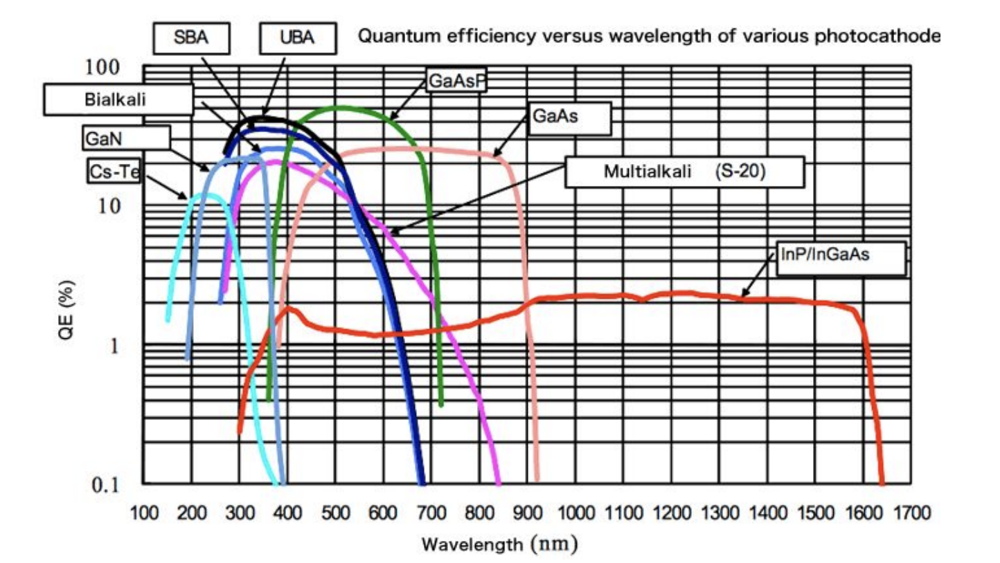 SBA
UBA
Quantum efficiency versus wavelength of various photocathode
100
Bialkali
GaAsP
GaAs
GaN
Cs-Te
Multialkali (S-20)
10
InP/InGaAs
QE (%)
1
0.1
100 200 300 400 500 600 700 800 900 1000 1100 1200 1300 1400 1500 1600 1700
Wavelength (nm)